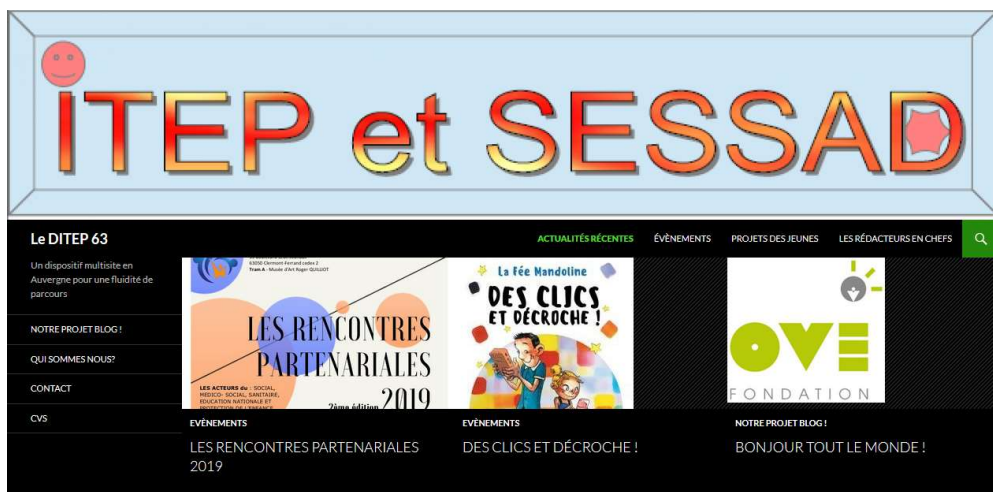 ITEP et SESSAD
Le DITEP 63
ACTUALITÉS RÉCENTES
ÉVÈNEMENTS
PROJETS DES JEUNES
LES RÉDACTEURS EN CHEFS
Un dispositif multisite en
Auvergne pour une fluidité de
parcours
NOTRE PROJET BLOG !
QUI SOMMES NOUS?
CONTACT
CVS
63050 Clermont-Ferrand cedex 2
Tram A - Musée d'Art Roger QUILLIOT
LES RENCONTRES
PARTENARIALES
2019
LES ACTEURS du : SOCIAL,
MEDICO- SOCIAL, SANITAIRE,
EDUCATION NATIONALE ET
2ème édition
EVÈNEMENTS
LES RENCONTRES PARTENARIALES
2019
La Fée Mandoline
DES CLICS
ET DÉCROCHE !
EVÈNEMENTS
DES CLICS ET DÉCROCHE !
OVE
FONDATION
NOTRE PROJET BLOG !
BONJOUR TOUT LE MONDE !